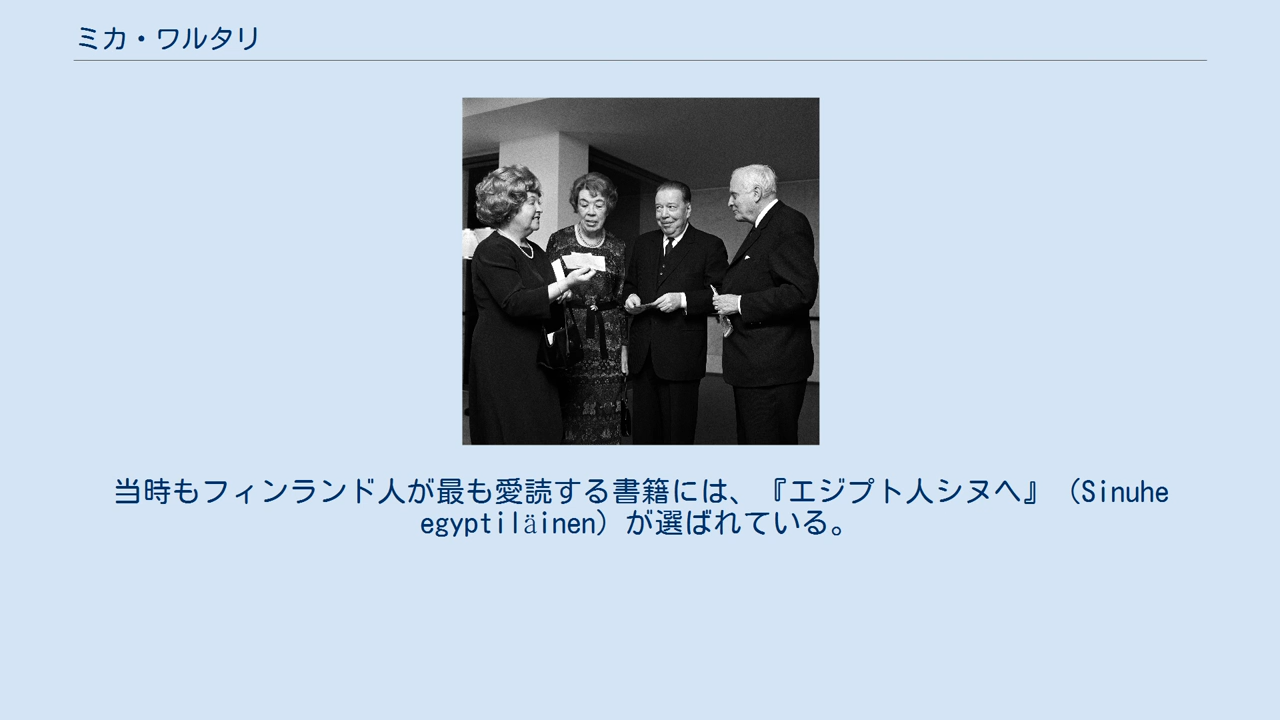 ミカ・ワルタリ
当時もフィンランド人が最も愛読する書籍には、『エジプト人シヌヘ』（Sinuhe
egyptiläinen）が選ばれている。